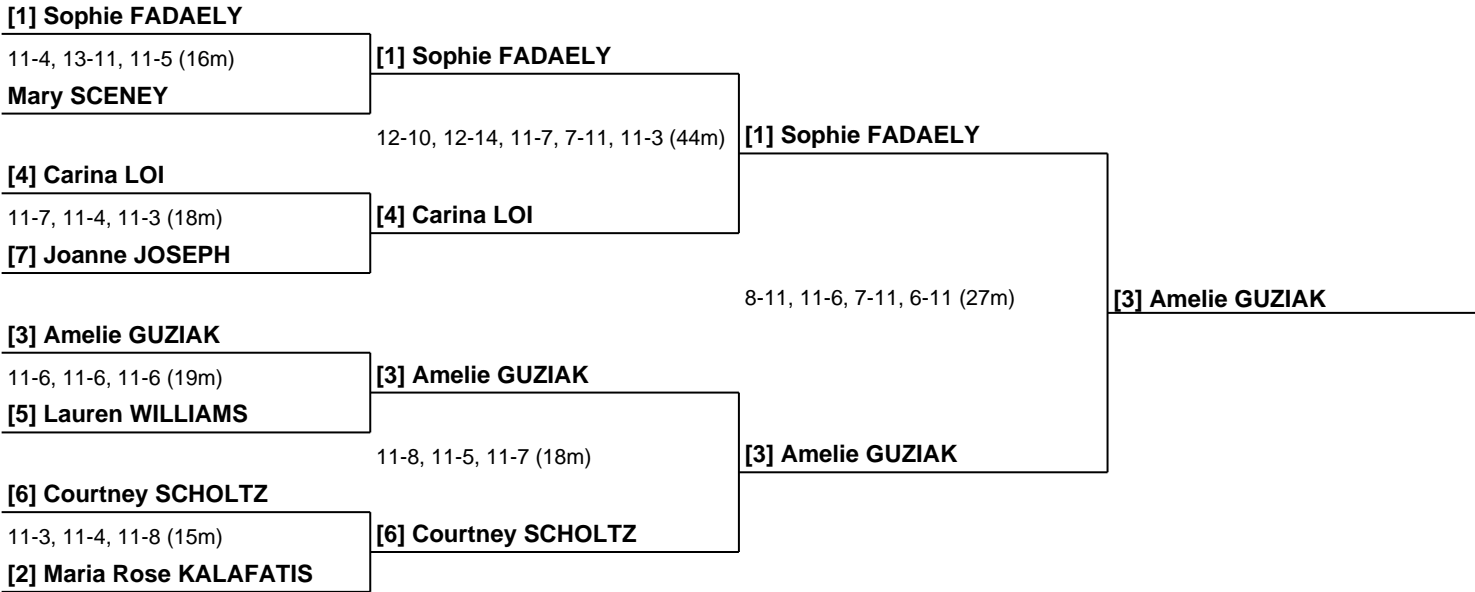 [1] Sophie FADAELY
11-4, 13-11, 11-5 (16m)
Mary SCENEY
[4] Carina LOI
11-7, 11-4, 11-3 (18m)
[7] Joanne JOSEPH
[3] Amelie GUZIAK
11-6, 11-6, 11-6 (19m)
[5] Lauren WILLIAMS
[6] Courtney SCHOLTZ
11-3, 11-4, 11-8 (15m)
[2] Maria Rose KALAFATIS
[1] Sophie FADAELY
12-10, 12-14, 11-7, 7-11, 11-3 (44m)
[4] Carina LOI
[3] Amelie GUZIAK
11-8, 11-5, 11-7 (18m)
[6] Courtney SCHOLTZ
[1] Sophie FADAELY
8-11, 11-6, 7-11, 6-11 (27m)
[3] Amelie GUZIAK
[3] Amelie GUZIAK